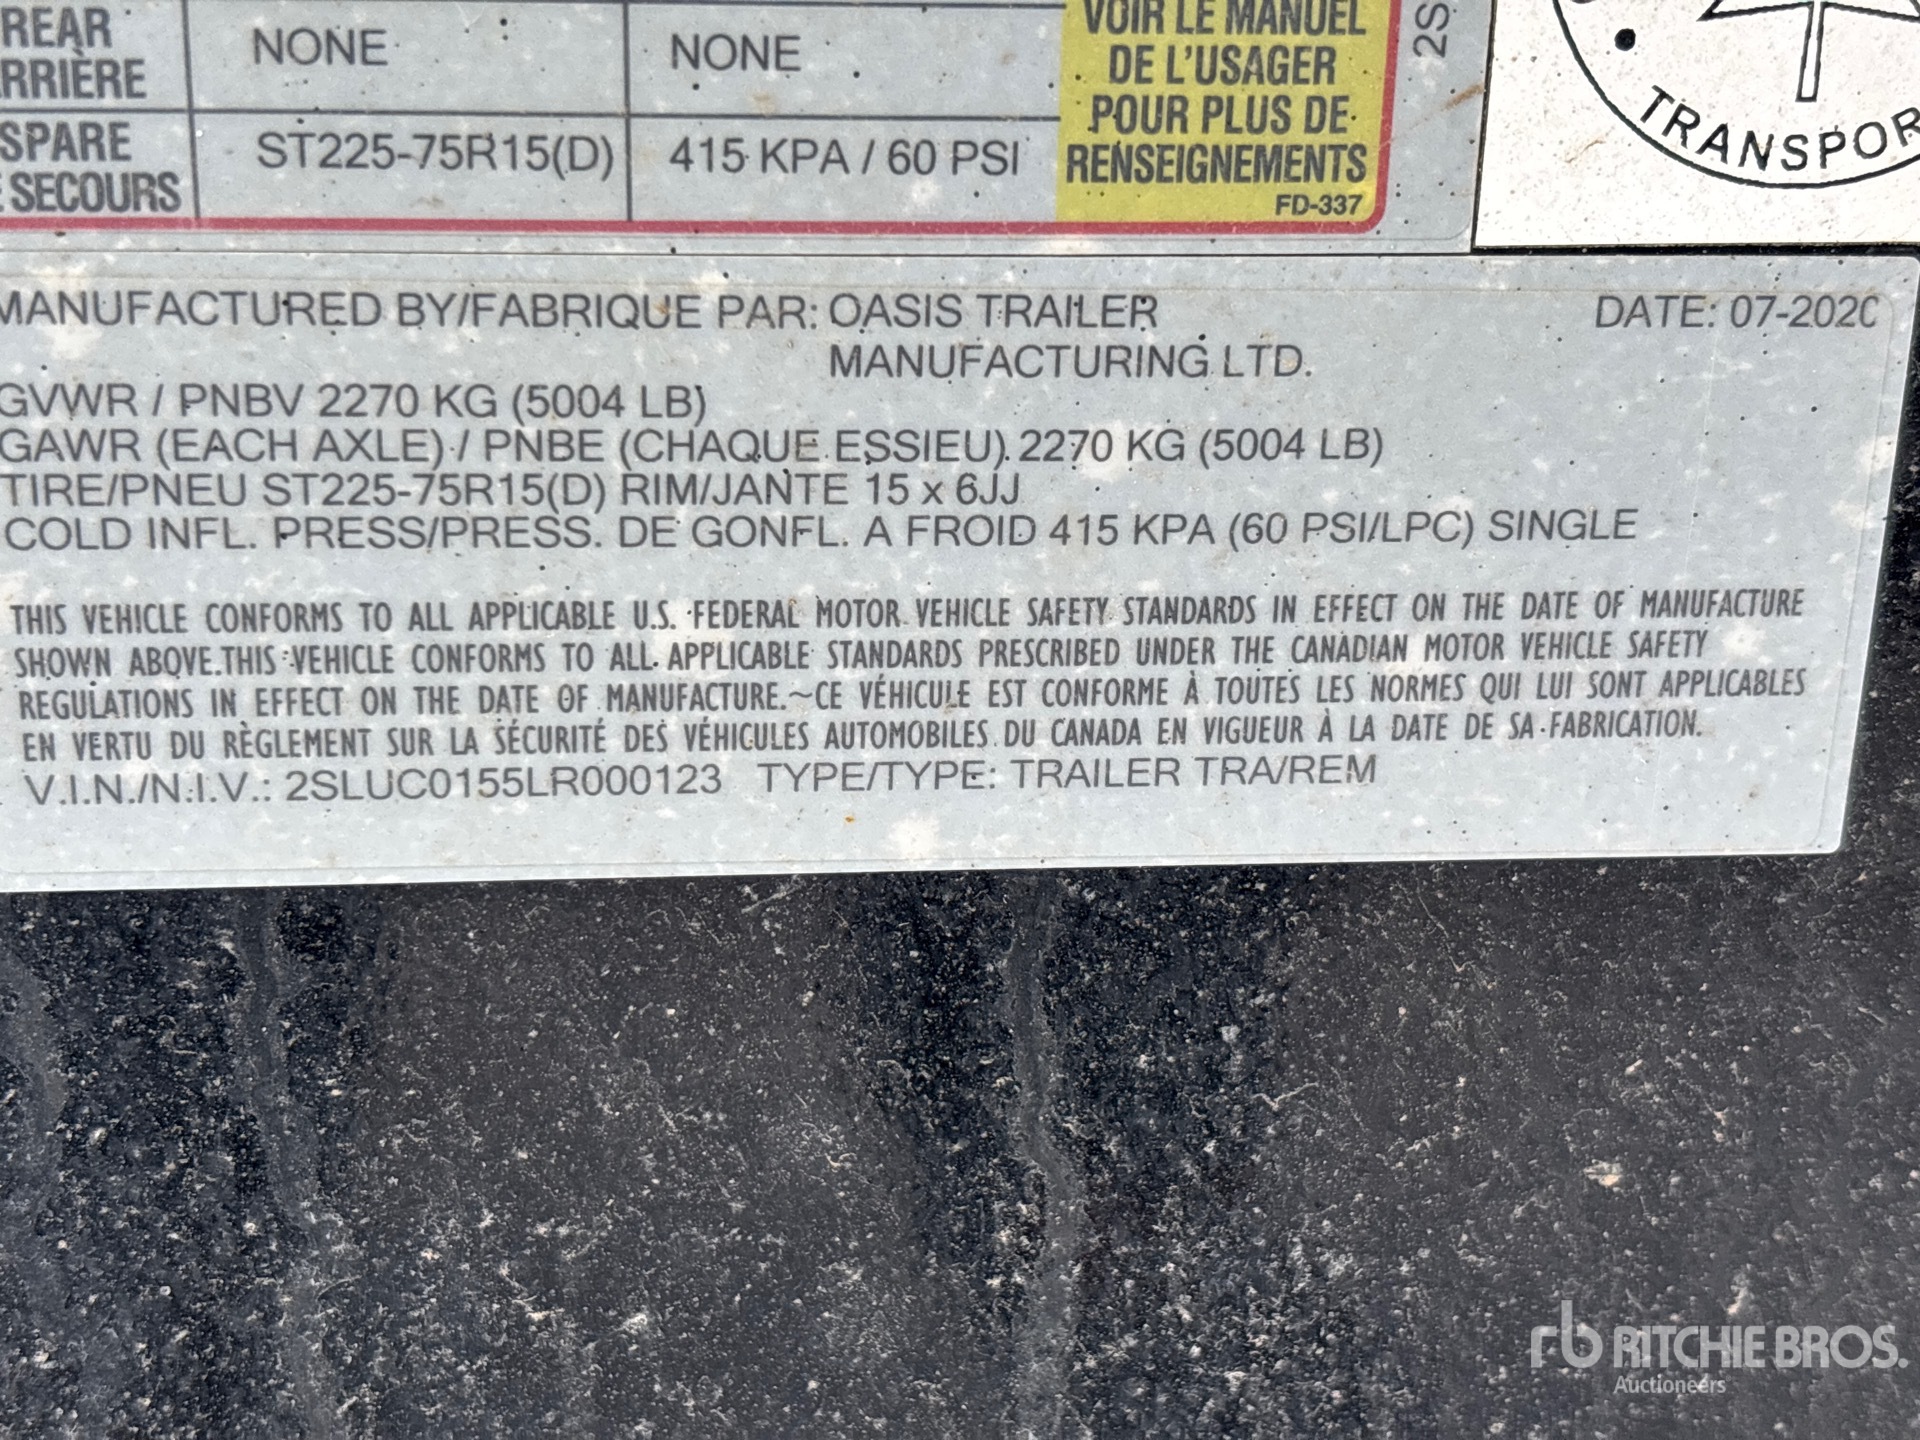 REAR NONE NONE
RRIÈRE
SPARE ST225-75R15(D) 415 KPA / 60 PSI
E SECOURS
VOIR LE MANUEL
DE L'USAGER
POUR PLUS DE
RENSEIGNEMENTS
FD-337
2S
TRANSPOR
MANUFACTURED BY/FABRIQUE PAR: OASIS TRAILER DATE: 07-2020
MANUFACTURING LTD.
GVWR / PNBV 2270 KG (5004 LB)
GAWR (EACH AXLE) / PNBE (CHAQUE ESSIEU) 2270 KG (5004 LB)
TIRE/PNEU ST225-75R15(D) RIM/JANTE 15 x 6JJ
COLD INFL. PRESS/PRESS. DE GONFL. A FROID 415 KPA (60 PSI/LPC) SINGLE
THIS VEHICLE CONFORMS TO ALL APPLICABLE U.S. FEDERAL MOTOR VEHICLE SAFETY STANDARDS IN EFFECT ON THE DATE OF MANUFACTURE
SHOWN ABOVE.THIS VEHICLE CONFORMS TO ALL APPLICABLE STANDARDS PRESCRIBED UNDER THE CANADIAN MOTOR VEHICLE SAFETY
REGULATIONS IN EFFECT ON THE DATE OF MANUFACTURE.~CE VÉHICULE EST CONFORME À TOUTES LES NORMES QUI LUI SONT APPLICABLES
EN VERTU DU RÈGLEMENT SUR LA SÉCURITÉ DES VÉHICULES AUTOMOBILES DU CANADA EN VIGUEUR À LA DATE DE SA FABRICATION.
V.I.N./N.I.V.: 2SLUC0155LR000123 TYPE/TYPE: TRAILER TRA/REM
rb RITCHIE BROS.
Auctioneers